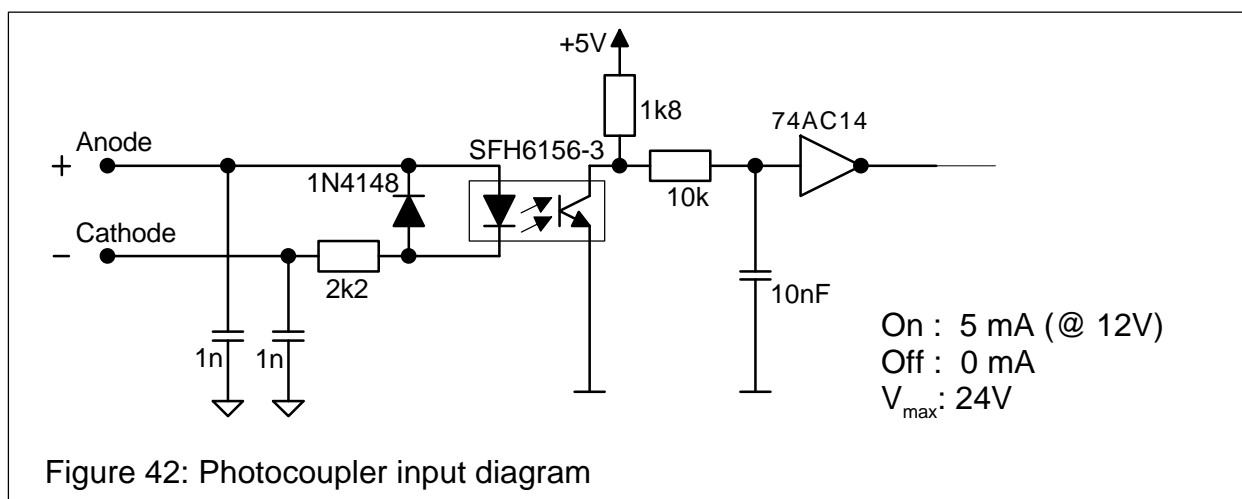 +5V
1k8
74AC14
SFH6156-3
+ Anode
1N4148
10k
- Cathode
2k2
10nF
1n
1n
On : 5 mA (@ 12V)
Off : 0 mA
Vmax: 24V
Figure 42: Photocoupler input diagram